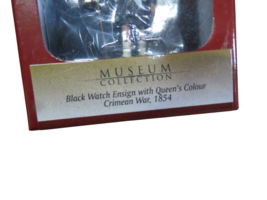 MUSEUM
COLLECTION
Black Watch Ensign with Queen's Colour
Crimean War, 1854